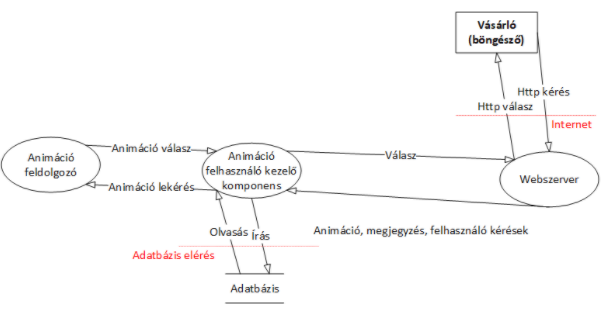 Vásárló
(böngésző)
Http kérés
Http válasz
Internet
Animáció válasz
Animáció
feldolgozó
Animáció
felhasználó kezelő
komponens
Válasz
Webszerver
Animáció lekérés
Olvasás
Írás
Animáció, megjegyzés, felhasználó kérések
Adatbázis elérés
Adatbázis